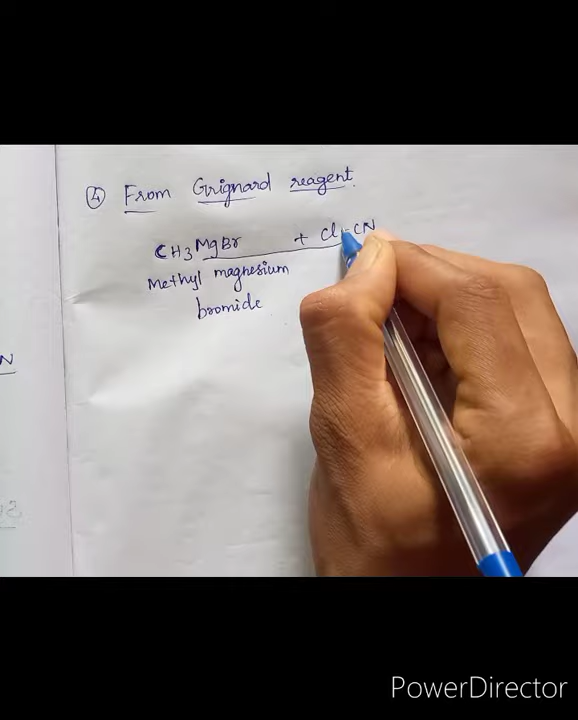 ④ From Grignard reagent.
CH3MgBr + Cl-CN
Methyl magnesium
bromide
N
PowerDirector